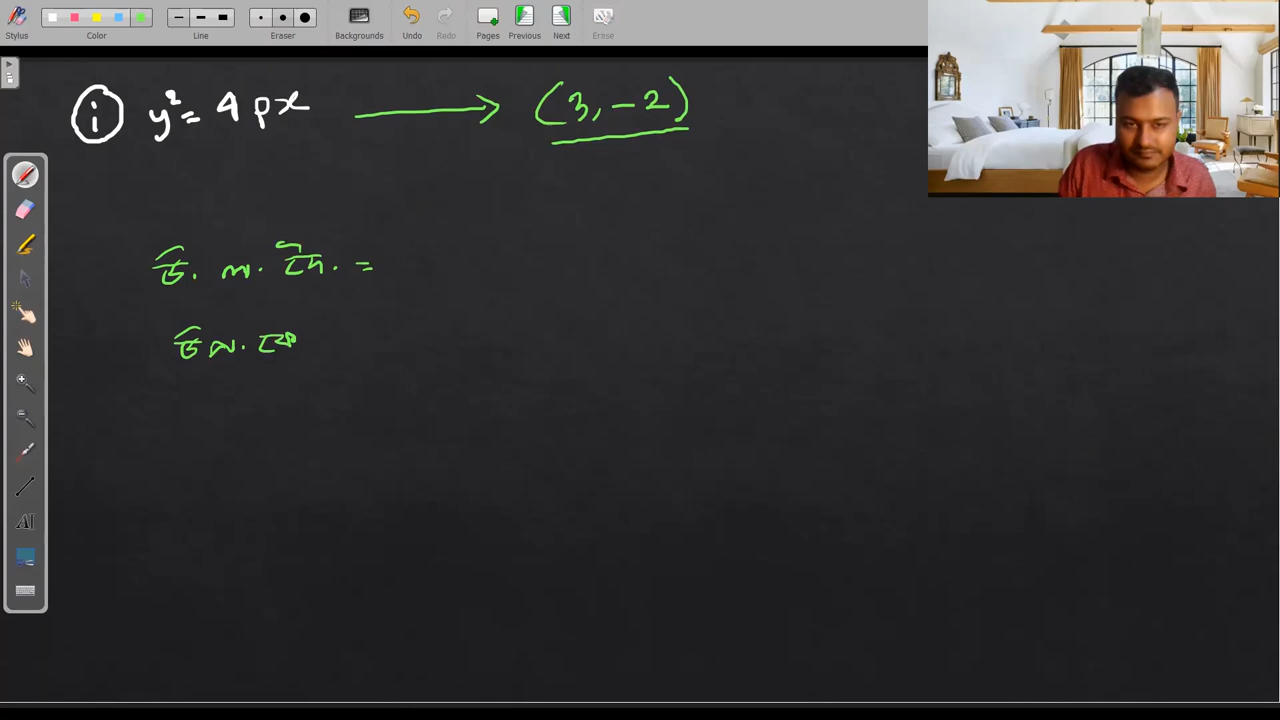 Stylus Color Line Eraser Backgrounds Undo Redo Pages Previous Next Erase
i y² = 4px → (3, -2)
উ. ল. দৈ. =
উ ল. দৈ